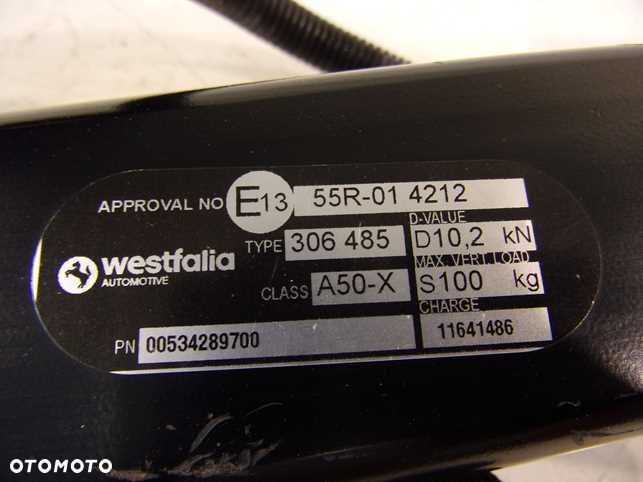 APPROVAL NO E13 55R-01 4212
TYPE 306 485 D-VALUE D10,2 kN
westfalia AUTOMOTIVE
CLASS A50-X MAX. VERT. LOAD S100 kg
PN 00534289700 CHARGE 11641486
OTOMOTO